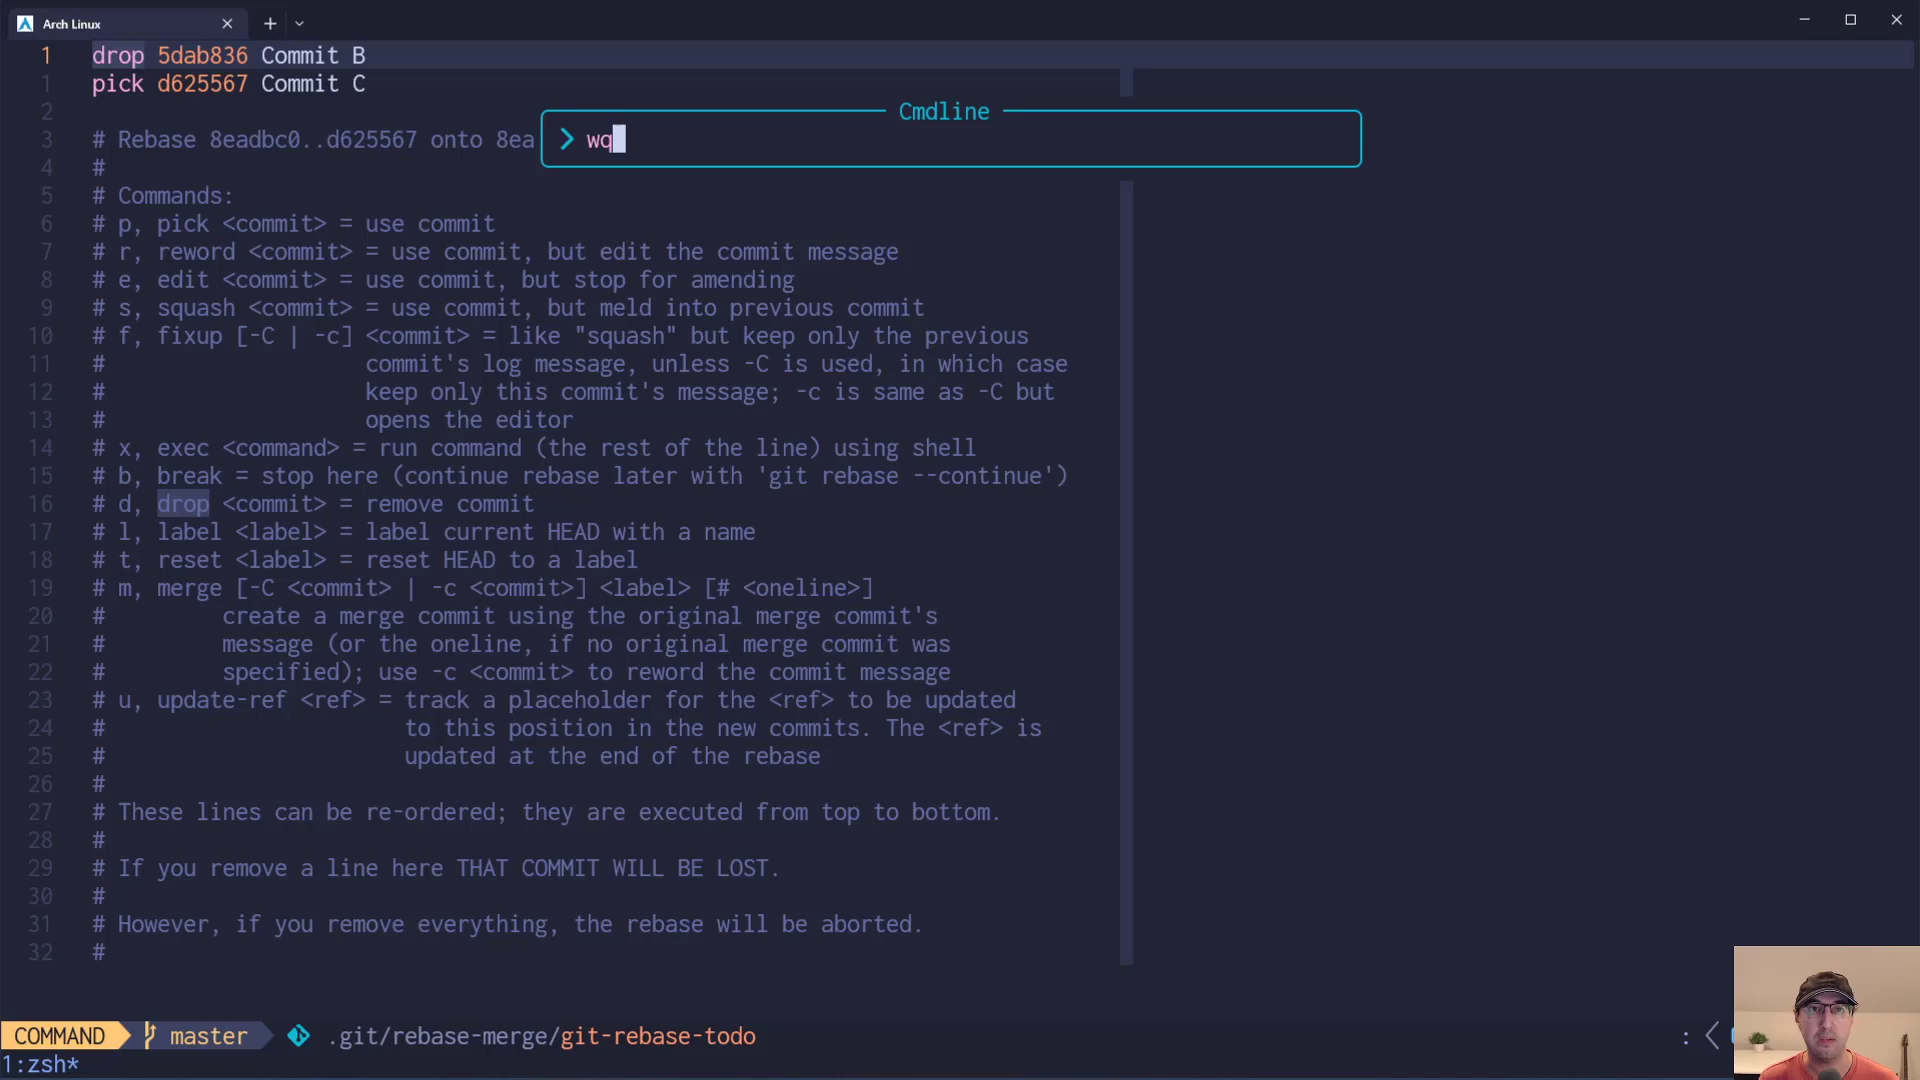 Arch Linux
1 drop 5dab836 Commit B
1 pick d625567 Commit C
2
Cmdline
3 # Rebase 8eadbc0..d625567 onto 8ea
wq
4 #
5 # Commands:
6 # p, pick <commit> = use commit
7 # r, reword <commit> = use commit, but edit the commit message
8 # e, edit <commit> = use commit, but stop for amending
9 # s, squash <commit> = use commit, but meld into previous commit
10 # f, fixup [-C | -c] <commit> = like "squash" but keep only the previous
11 # commit's log message, unless -C is used, in which case
12 # keep only this commit's message; -c is same as -C but
13 # opens the editor
14 # x, exec <command> = run command (the rest of the line) using shell
15 # b, break = stop here (continue rebase later with 'git rebase --continue')
16 # d, drop <commit> = remove commit
17 # l, label <label> = label current HEAD with a name
18 # t, reset <label> = reset HEAD to a label
19 # m, merge [-C <commit> | -c <commit>] <label> [# <oneline>]
20 # create a merge commit using the original merge commit's
21 # message (or the oneline, if no original merge commit was
22 # specified); use -c <commit> to reword the commit message
23 # u, update-ref <ref> = track a placeholder for the <ref> to be updated
24 # to this position in the new commits. The <ref> is
25 # updated at the end of the rebase
26 #
27 # These lines can be re-ordered; they are executed from top to bottom.
28 #
29 # If you remove a line here THAT COMMIT WILL BE LOST.
30 #
31 # However, if you remove everything, the rebase will be aborted.
32 #
COMMAND master .git/rebase-merge/git-rebase-todo :
1:zsh*